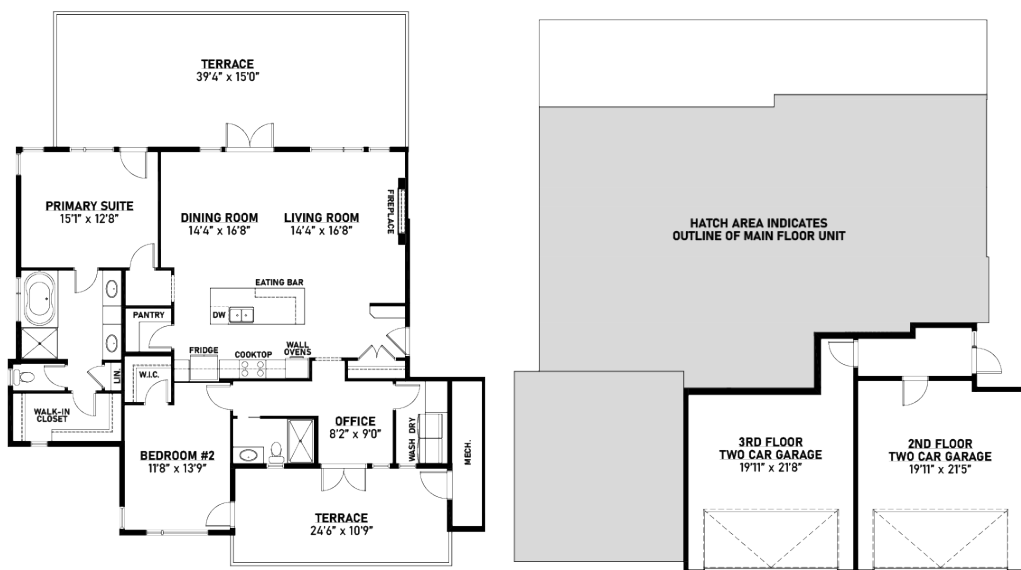 TERRACE
39'4" x 15'0"
PRIMARY SUITE
15'1" x 12'8"
DINING ROOM
14'4" x 16'8"
LIVING ROOM
14'4" x 16'8"
FIREPLACE
EATING BAR
DW
PANTRY
FRIDGE
COOKTOP
WALL
OVENS
LIN.
W.I.C.
WALK-IN
CLOSET
BEDROOM #2
11'8" x 13'9"
OFFICE
8'2" x 9'0"
WASH DRY
MECH.
TERRACE
24'6" x 10'9"
HATCH AREA INDICATES
OUTLINE OF MAIN FLOOR UNIT
3RD FLOOR
TWO CAR GARAGE
19'11" x 21'8"
2ND FLOOR
TWO CAR GARAGE
19'11" x 21'5"